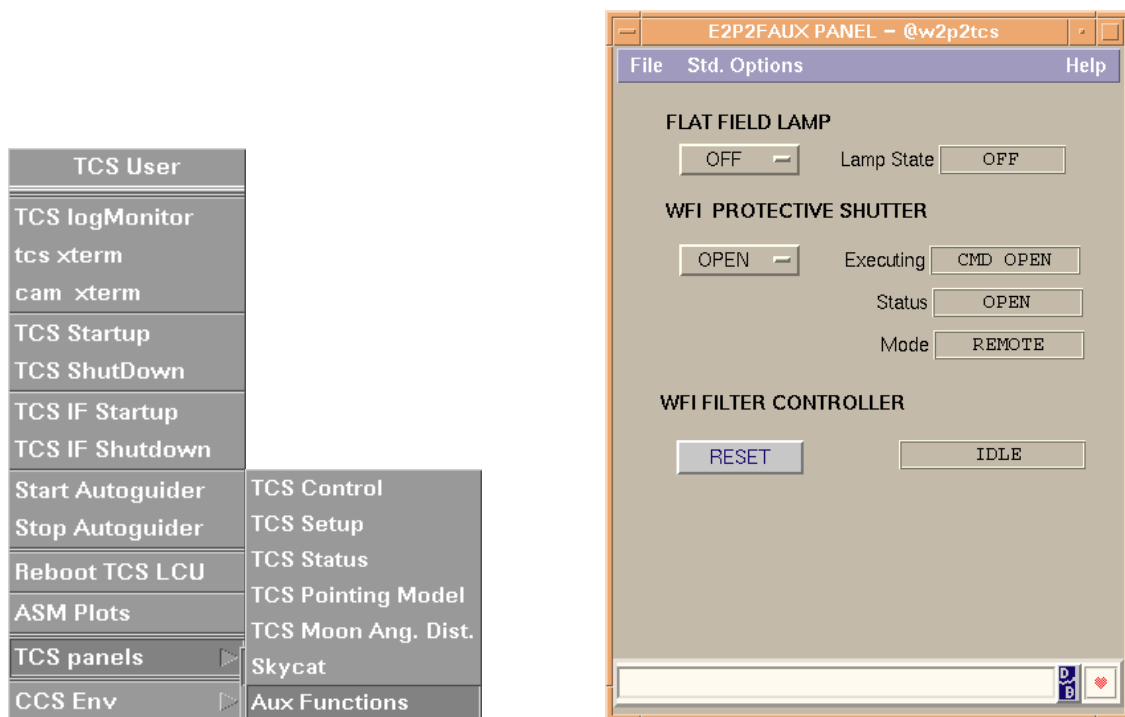 TCS User
TCS logMonitor
tcs xterm
cam xterm
TCS Startup
TCS ShutDown
TCS IF Startup
TCS IF Shutdown
Start Autoguider
Stop Autoguider
Reboot TCS LCU
ASM Plots
TCS panels
CCS Env
TCS Control
TCS Setup
TCS Status
TCS Pointing Model
TCS Moon Ang. Dist.
Skycat
Aux Functions
E2P2FAUX PANEL - @w2p2tcs
File Std. Options Help
FLAT FIELD LAMP
OFF Lamp State OFF
WFI PROTECTIVE SHUTTER
OPEN Executing CMD OPEN
Status OPEN
Mode REMOTE
WFI FILTER CONTROLLER
RESET IDLE
D
D